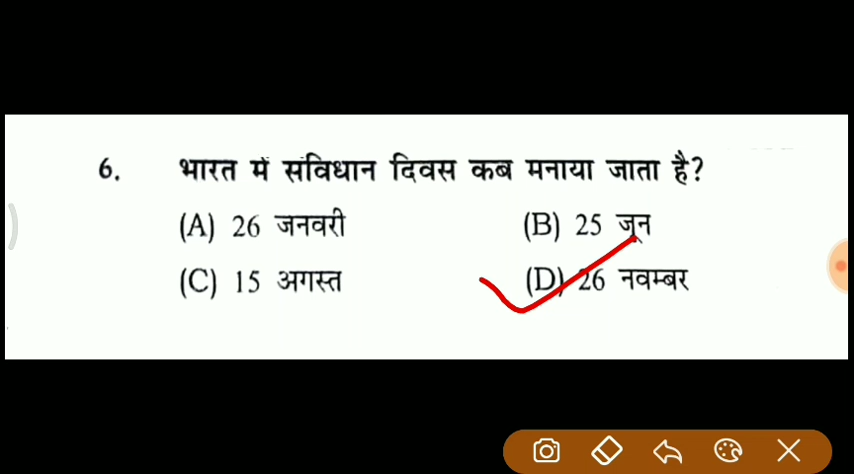 6. भारत में संविधान दिवस कब मनाया जाता है?
(A) 26 जनवरी (B) 25 जून
(C) 15 अगस्त (D) 26 नवम्बर